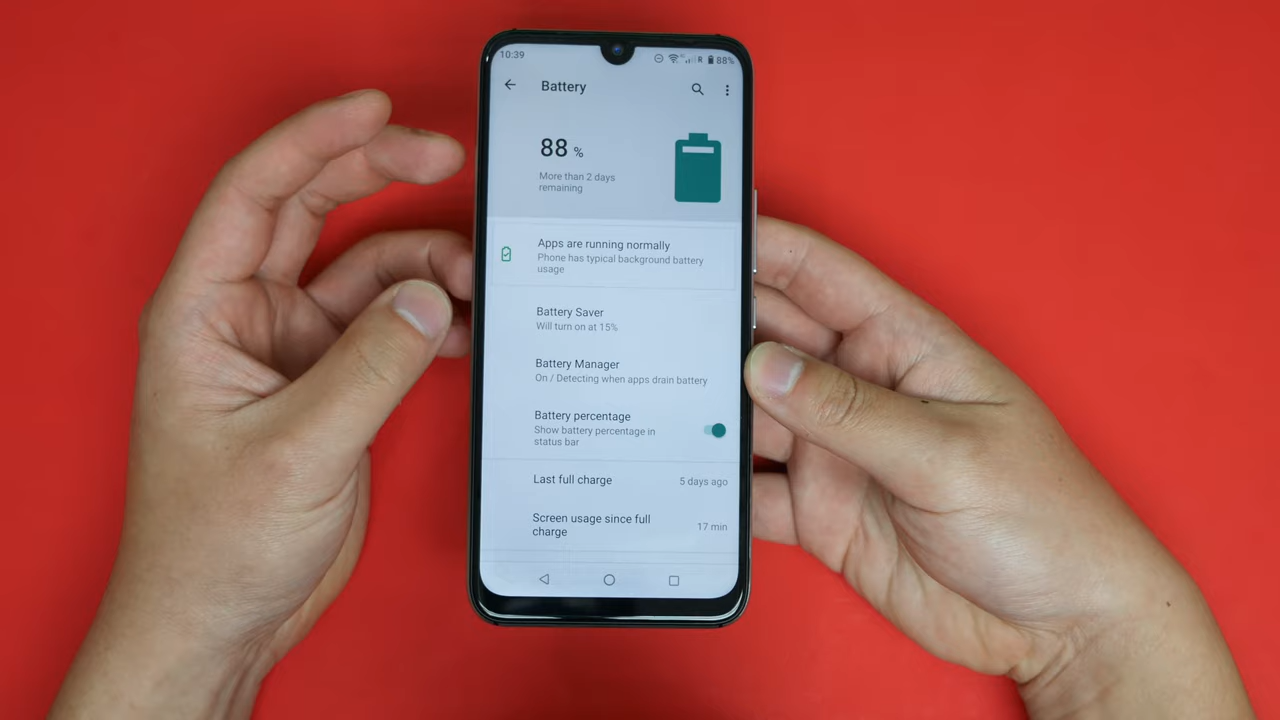 10:39
R 88%
Battery
88 %
More than 2 days
remaining
Apps are running normally
Phone has typical background battery
usage
Battery Saver
Will turn on at 15%
Battery Manager
On / Detecting when apps drain battery
Battery percentage
Show battery percentage in
status bar
Last full charge
5 days ago
Screen usage since full
charge
17 min